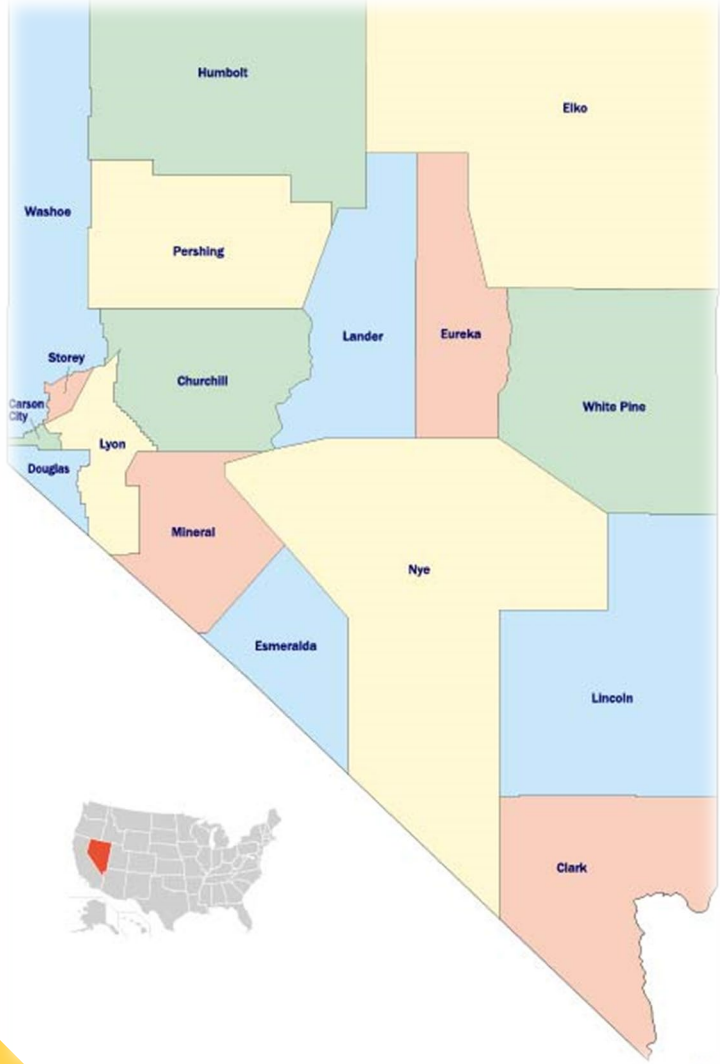 Humbolt
Elko
Washoe
Pershing
Lander
Eureka
Storey
Churchill
White Pine
Carson
City
Lyon
Douglas
Mineral
Nye
Esmeralda
Lincoln
Clark